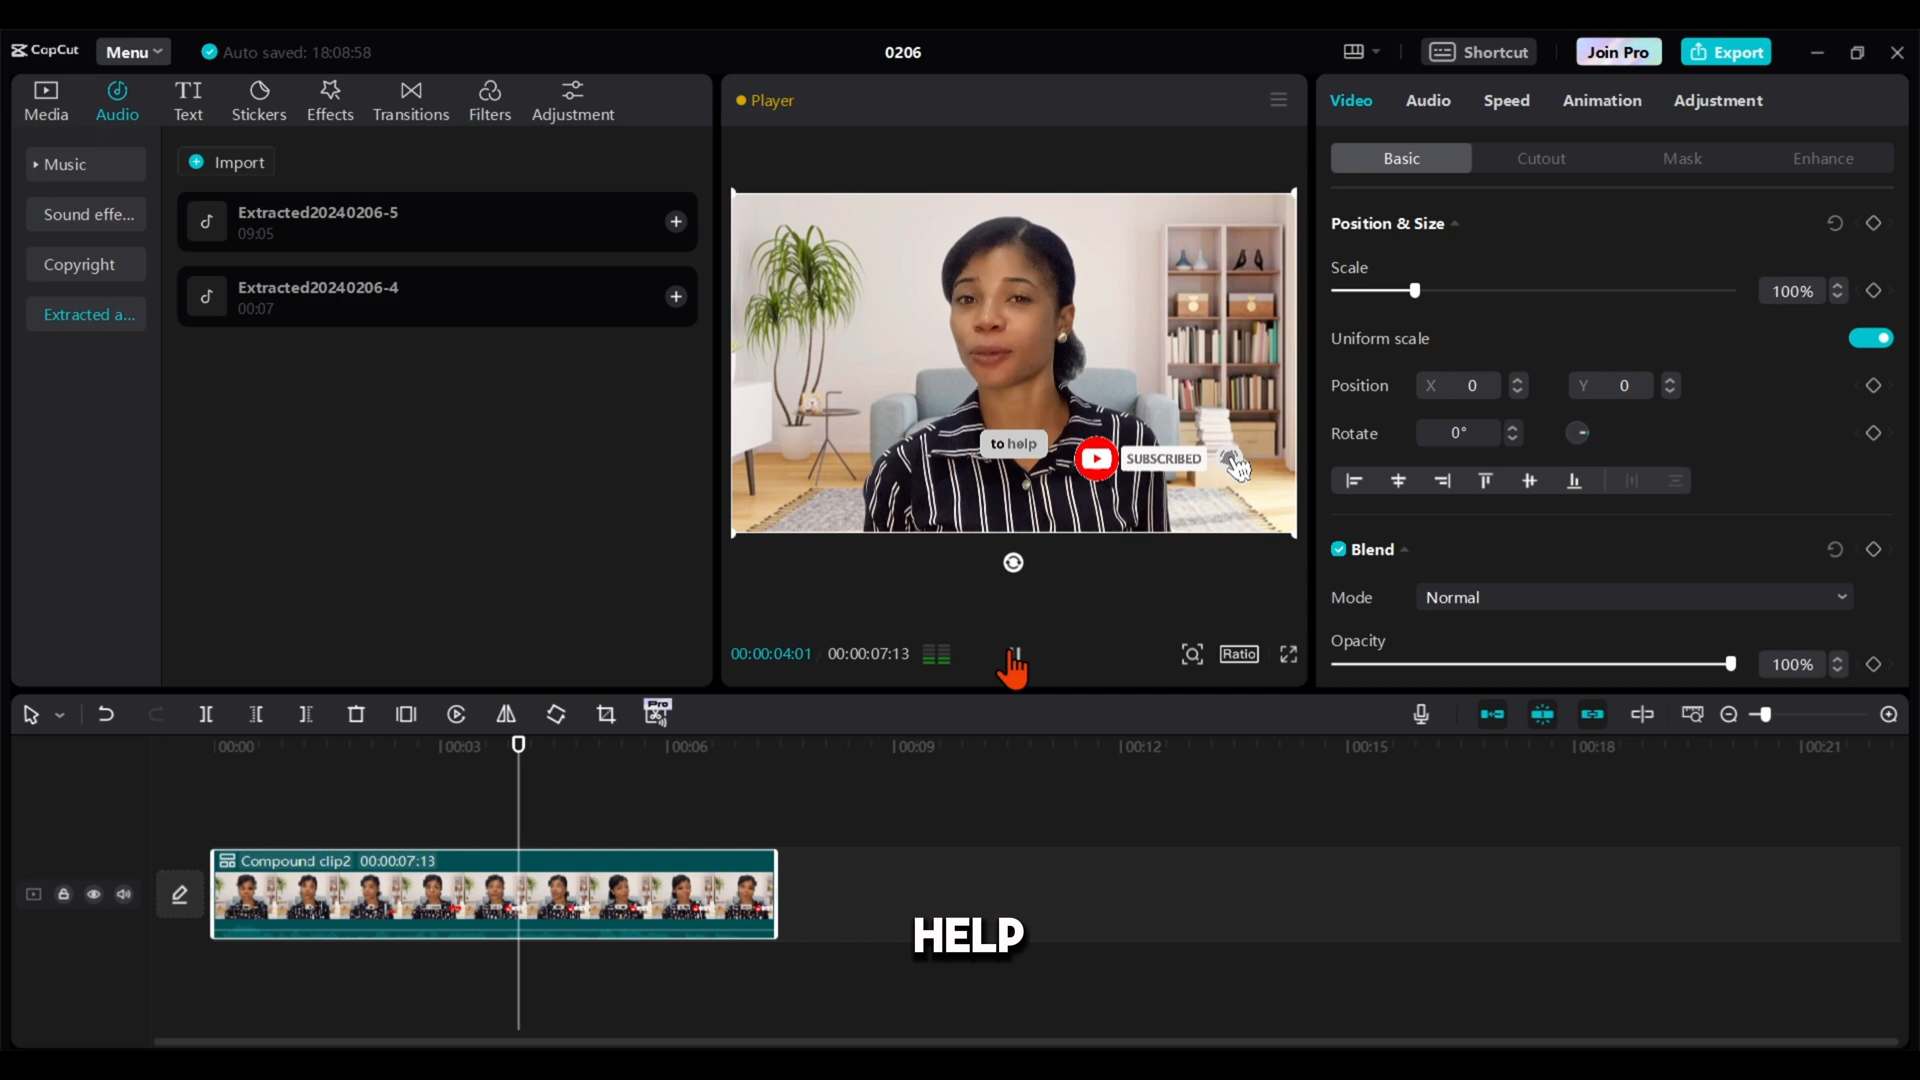 CapCut
Menu
Auto saved: 18:08:58
0206
Shortcut
Join Pro
Export
Media
Audio
TI
Text
Stickers
Effects
Transitions
Filters
Adjustment
Music
Sound effe...
Copyright
Extracted a...
Import
Extracted20240206-5
09:05
Extracted20240206-4
00:07
Player
to help
SUBSCRIBED
00:00:04:01 / 00:00:07:13
Ratio
Video
Audio
Speed
Animation
Adjustment
Basic
Cutout
Mask
Enhance
Position & Size
Scale
100%
Uniform scale
Position
X 0
Y 0
Rotate
0°
Blend
Mode
Normal
Opacity
100%
Pro
00:00
00:03
00:06
00:09
00:12
00:15
00:18
00:21
Compound clip2 00:00:07:13
HELP